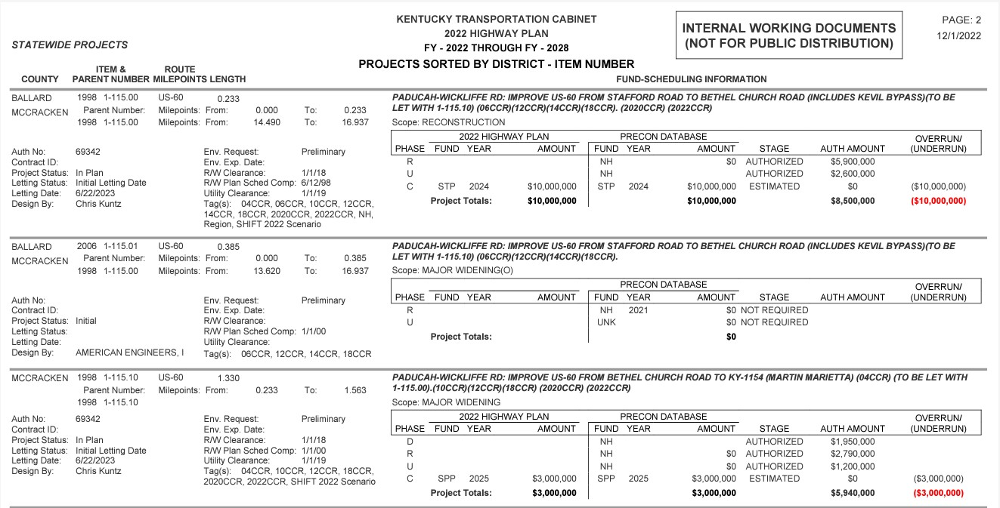 KENTUCKY TRANSPORTATION CABINET
2022 HIGHWAY PLAN
FY - 2022 THROUGH FY - 2028
PROJECTS SORTED BY DISTRICT - ITEM NUMBER
INTERNAL WORKING DOCUMENTS
(NOT FOR PUBLIC DISTRIBUTION)
PAGE: 2
12/1/2022
STATEWIDE PROJECTS
ITEM & ROUTE
COUNTY PARENT NUMBER MILEPOINTS LENGTH FUND-SCHEDULING INFORMATION
BALLARD 1998 1-115.00 US-60 0.233
MCCRACKEN Parent Number: Milepoints: From: 0.000 To: 0.233
1998 1-115.00 Milepoints: From: 14.490 To: 16.937
Auth No: 69342 Env. Request: Preliminary
Contract ID: Env. Exp. Date:
Project Status: In Plan R/W Clearance: 1/1/18
Letting Status: Initial Letting Date R/W Plan Sched Comp: 6/12/98
Letting Date: 6/22/2023 Utility Clearance: 1/1/19
Design By: Chris Kuntz Tag(s): 04CCR, 06CCR, 10CCR, 12CCR,
14CCR, 18CCR, 2020CCR, 2022CCR, NH,
Region, SHIFT 2022 Scenario
PADUCAH-WICKLIFFE RD: IMPROVE US-60 FROM STAFFORD ROAD TO BETHEL CHURCH ROAD (INCLUDES KEVIL BYPASS)(TO BE
LET WITH 1-115.10) (06CCR)(12CCR)(14CCR)(18CCR). (2020CCR) (2022CCR)
Scope: RECONSTRUCTION
2022 HIGHWAY PLAN PRECON DATABASE OVERRUN/
PHASE FUND YEAR AMOUNT FUND YEAR AMOUNT STAGE AUTH AMOUNT (UNDERRUN)
R NH $0 AUTHORIZED $5,900,000
U NH AUTHORIZED $2,600,000
C STP 2024 $10,000,000 STP 2024 $10,000,000 ESTIMATED $0 ($10,000,000)
Project Totals: $10,000,000 $10,000,000 $8,500,000 ($10,000,000)
BALLARD 2006 1-115.01 US-60 0.385
MCCRACKEN Parent Number: Milepoints: From: 0.000 To: 0.385
1998 1-115.00 Milepoints: From: 13.620 To: 16.937
Auth No: Env. Request: Preliminary
Contract ID: Env. Exp. Date:
Project Status: Initial R/W Clearance:
Letting Status: R/W Plan Sched Comp: 1/1/00
Letting Date: Utility Clearance:
Design By: AMERICAN ENGINEERS, I Tag(s): 06CCR, 12CCR, 14CCR, 18CCR
PADUCAH-WICKLIFFE RD: IMPROVE US-60 FROM STAFFORD ROAD TO BETHEL CHURCH ROAD (INCLUDES KEVIL BYPASS)(TO BE
LET WITH 1-115.10) (06CCR)(12CCR)(14CCR)(18CCR).
Scope: MAJOR WIDENING(O)
PRECON DATABASE OVERRUN/
PHASE FUND YEAR AMOUNT FUND YEAR AMOUNT STAGE AUTH AMOUNT (UNDERRUN)
R NH 2021 $0 NOT REQUIRED
U UNK $0 NOT REQUIRED
Project Totals: $0
MCCRACKEN 1998 1-115.10 US-60 1.330
Parent Number: Milepoints: From: 0.233 To: 1.563
1998 1-115.10
Auth No: 69342 Env. Request: Preliminary
Contract ID: Env. Exp. Date:
Project Status: In Plan R/W Clearance: 1/1/18
Letting Status: Initial Letting Date R/W Plan Sched Comp: 1/1/00
Letting Date: 6/22/2023 Utility Clearance: 1/1/19
Design By: Chris Kuntz Tag(s): 04CCR, 10CCR, 12CCR, 18CCR,
2020CCR, 2022CCR, SHIFT 2022 Scenario
PADUCAH-WICKLIFFE RD: IMPROVE US-60 FROM BETHEL CHURCH ROAD TO KY-1154 (MARTIN MARIETTA) (04CCR) (TO BE LET WITH
1-115.00).(10CCR)(12CCR)(18CCR) (2020CCR) (2022CCR)
Scope: MAJOR WIDENING
2022 HIGHWAY PLAN PRECON DATABASE OVERRUN/
PHASE FUND YEAR AMOUNT FUND YEAR AMOUNT STAGE AUTH AMOUNT (UNDERRUN)
D NH AUTHORIZED $1,950,000
R NH $0 AUTHORIZED $2,790,000
U NH $0 AUTHORIZED $1,200,000
C SPP 2025 $3,000,000 SPP 2025 $3,000,000 ESTIMATED $0 ($3,000,000)
Project Totals: $3,000,000 $3,000,000 $5,940,000 ($3,000,000)